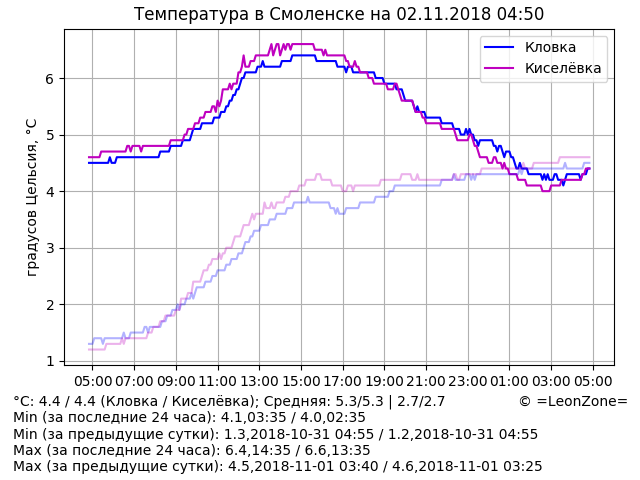 Температура в Смоленске на 02.11.2018 04:50
Кловка
Киселёвка
градусов Цельсия, °C
6
5
4
3
2
1
05:00 07:00 09:00 11:00 13:00 15:00 17:00 19:00 21:00 23:00 01:00 03:00 05:00
°C: 4.4 / 4.4 (Кловка / Киселёвка); Средняя: 5.3/5.3 | 2.7/2.7 © =LeonZone=
Min (за последние 24 часа): 4.1,03:35 / 4.0,02:35
Min (за предыдущие сутки): 1.3,2018-10-31 04:55 / 1.2,2018-10-31 04:55
Max (за последние 24 часа): 6.4,14:35 / 6.6,13:35
Max (за предыдущие сутки): 4.5,2018-11-01 03:40 / 4.6,2018-11-01 03:25